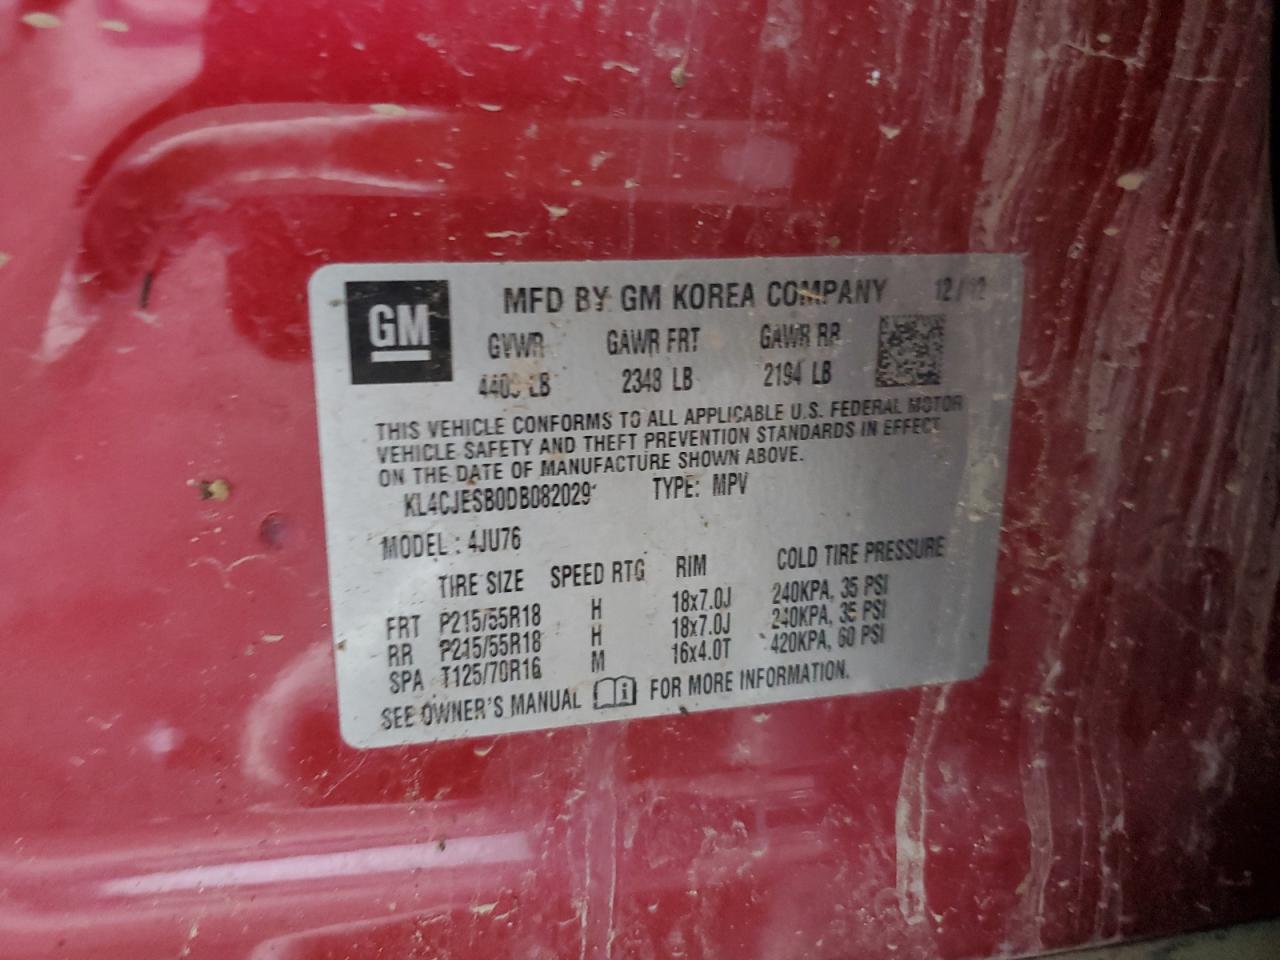 GM
MFD BY GM KOREA COMPANY 12/12
GVWR GAWR FRT GAWR RR
LB 2348 LB 2194 LB
THIS VEHICLE CONFORMS TO ALL APPLICABLE U.S. FEDERAL MOTOR
VEHICLE SAFETY AND THEFT PREVENTION STANDARDS IN EFFECT
ON THE DATE OF MANUFACTURE SHOWN ABOVE.
KL4CJESB0DB082029 TYPE: MPV
MODEL: 4JU76
TIRE SIZE SPEED RTG RIM COLD TIRE PRESSURE
FRT P215/55R18 H 18x7.0J 240KPA, 35 PSI
RR P215/55R18 H 18x7.0J 240KPA, 35 PSI
SPA T125/70R16 M 16x4.0T 420KPA, 60 PSI
SEE OWNER'S MANUAL FOR MORE INFORMATION.